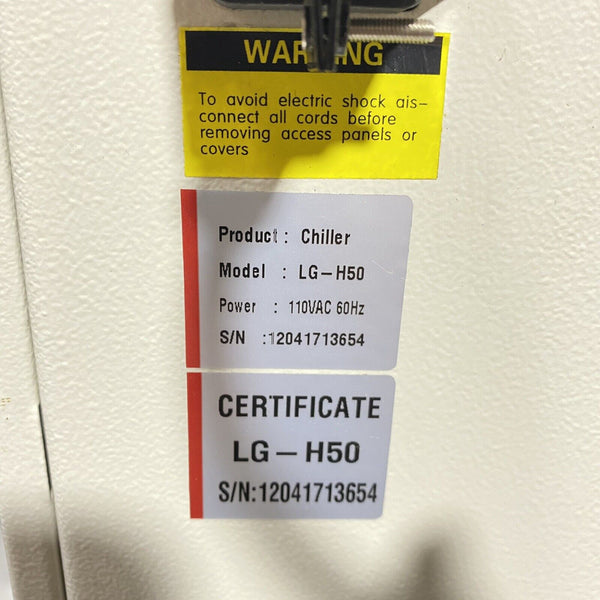 WARNING
To avoid electric shock ais-
connect all cords before
removing access panels or
covers
Product : Chiller
Model : LG-H50
Power : 110VAC 60Hz
S/N :12041713654
CERTIFICATE
LG-H50
S/N:12041713654